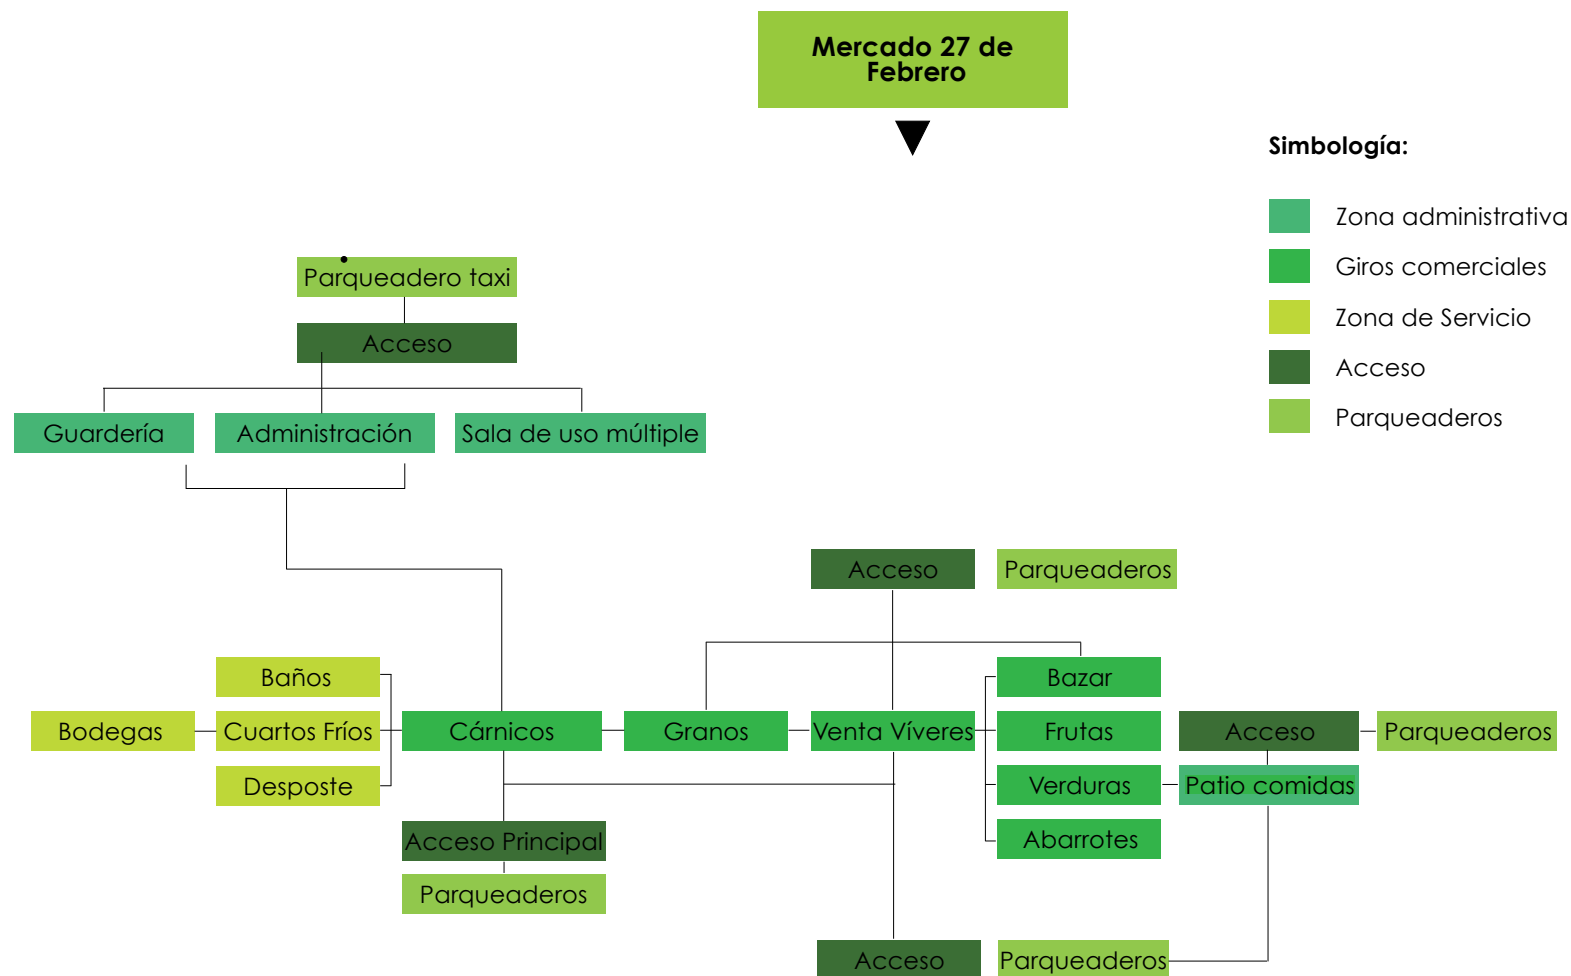 Mercado 27 de
Febrero
Simbología:
Zona administrativa
Giros comerciales
Zona de Servicio
Acceso
Parqueaderos
Parqueadero taxi
Acceso
Guardería
Administración
Sala de uso múltiple
Acceso
Parqueaderos
Baños
Bazar
Bodegas
Cuartos Fríos
Cárnicos
Granos
Venta Víveres
Frutas
Acceso
Parqueaderos
Desposte
Verduras
Patio comidas
Acceso Principal
Abarrotes
Parqueaderos
Acceso
Parqueaderos